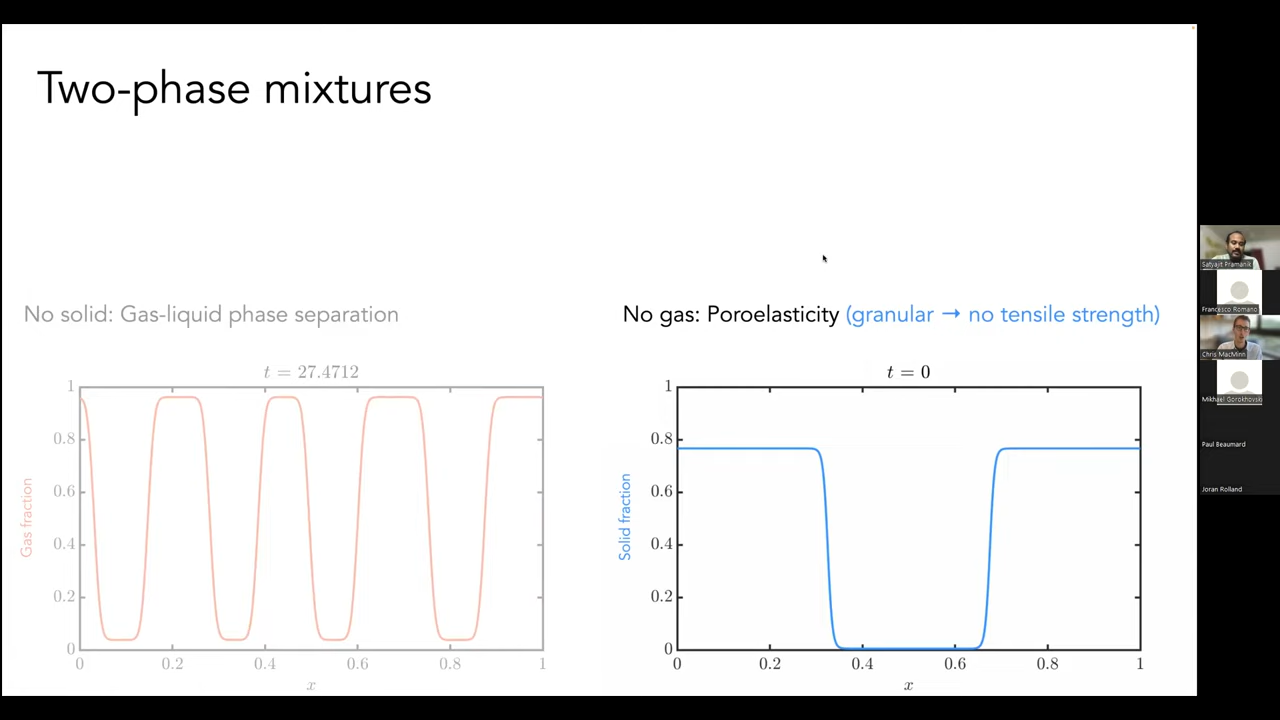 Two-phase mixtures
No solid: Gas-liquid phase separation
t = 27.4712
Gas fraction
1
0.8
0.6
0.4
0.2
0
0 0.2 0.4 0.6 0.8 1
x
No gas: Poroelasticity (granular → no tensile strength)
t = 0
Solid fraction
1
0.8
0.6
0.4
0.2
0
0 0.2 0.4 0.6 0.8 1
x
Satyajit Pramanik
Francesco Romano
Chris MacMinn
Mikhael Gorokhovski
Paul Beaumard
Joran Rolland